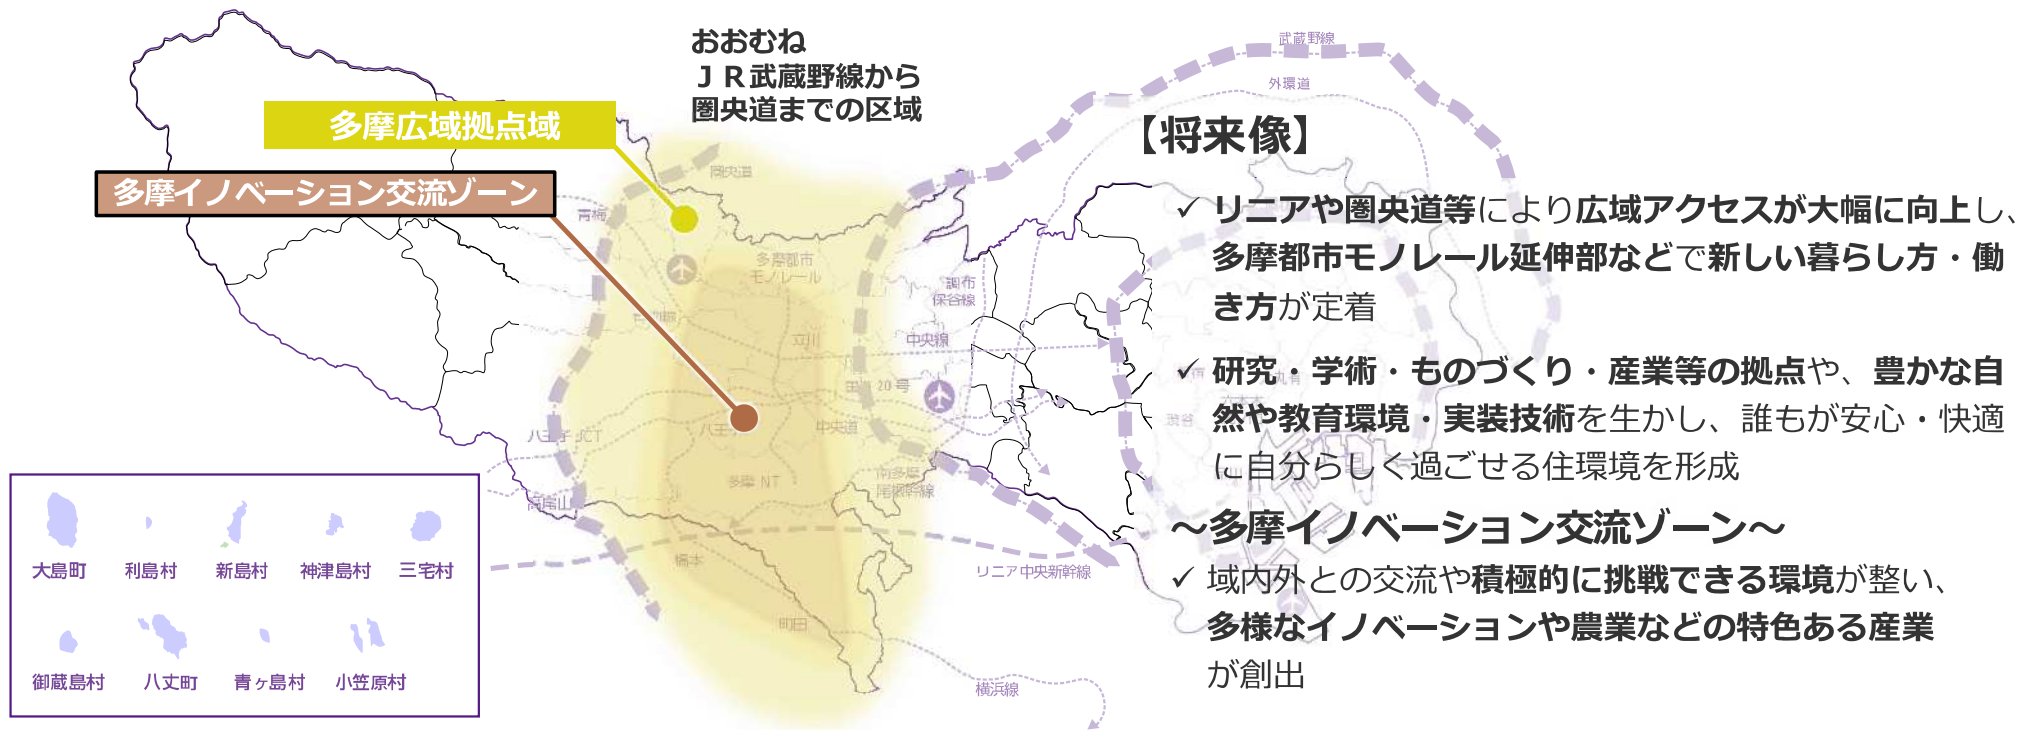 おおむね
ＪＲ武蔵野線から
圏央道までの区域
多摩広域拠点域
多摩イノベーション交流ゾーン
武蔵野線
外環道
圏央道
青梅
多摩都市
モノレール
調布
保谷線
立川
中央線
20 号
八王子 JCT
八王子
中央道
多摩 NT
南多摩
尾根幹線
高尾山
橋本
リニア中央新幹線
町田
横浜線
渋谷
大島町
利島村
新島村
神津島村
三宅村
御蔵島村
八丈町
青ヶ島村
小笠原村
【将来像】
✓ リニアや圏央道等により広域アクセスが大幅に向上し、
多摩都市モノレール延伸部などで新しい暮らし方・働
き方が定着
✓ 研究・学術・ものづくり・産業等の拠点や、豊かな自
然や教育環境・実装技術を生かし、誰もが安心・快適
に自分らしく過ごせる住環境を形成
～多摩イノベーション交流ゾーン～
✓ 域内外との交流や積極的に挑戦できる環境が整い、
多様なイノベーションや農業などの特色ある産業
が創出